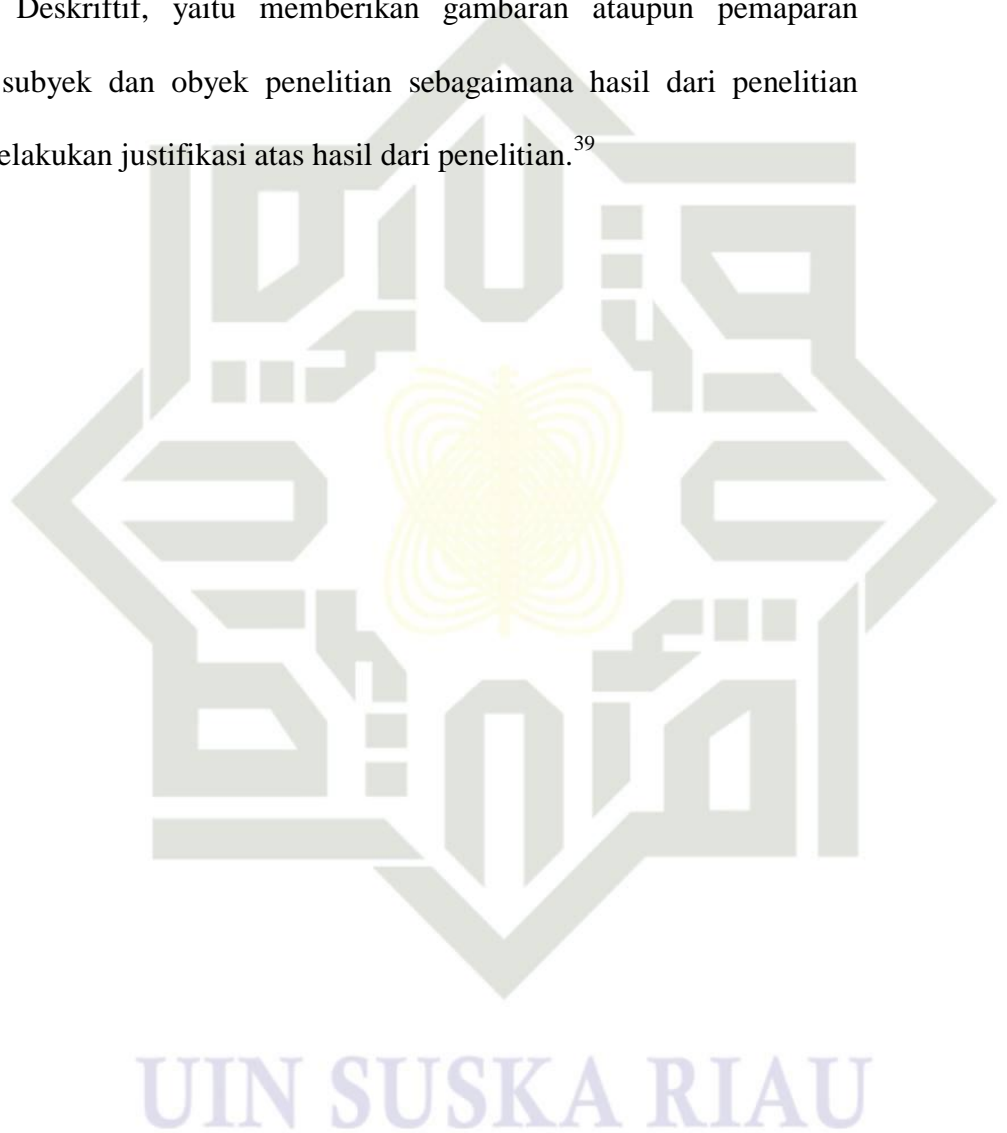 Deskriftif, yaitu memberikan gambaran ataupun pemaparan
subyek dan obyek penelitian sebagaimana hasil dari penelitian
elakukan justifikasi atas hasil dari penelitian.39
UIN SUSKA RIAU